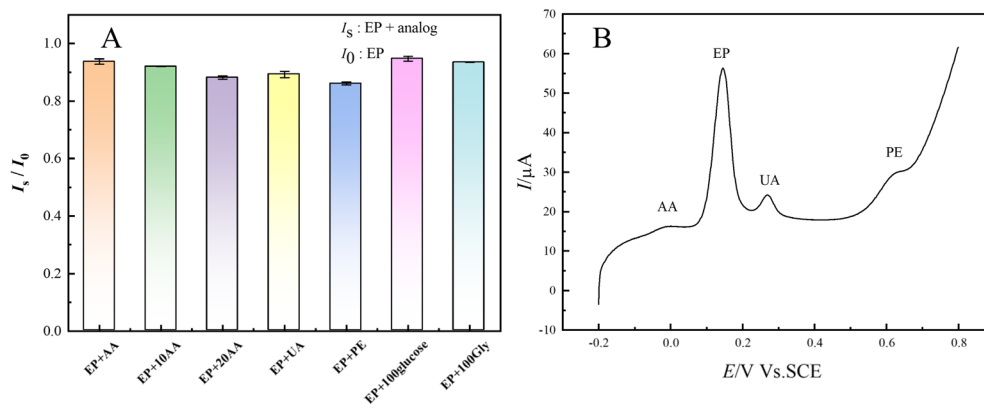 A
Is : EP + analog
I0 : EP
Is / I0
1.0
0.8
0.6
0.4
0.2
0.0
EP+AA
EP+10AA
EP+20AA
EP+UA
EP+PE
EP+100glucose
EP+100Gly
B
I/μA
70
60
50
40
30
20
10
0
-10
AA
EP
UA
PE
-0.2
0.0
0.2
0.4
0.6
0.8
E/V Vs.SCE